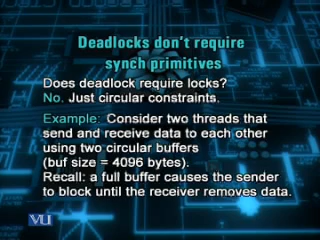 Deadlocks don't require
synch primitives
Does deadlock require locks?
No. Just circular constraints.
Example: Consider two threads that
send and receive data to each other
using two circular buffers
(buf size = 4096 bytes).
Recall: a full buffer causes the sender
to block until the receiver removes data.
VU